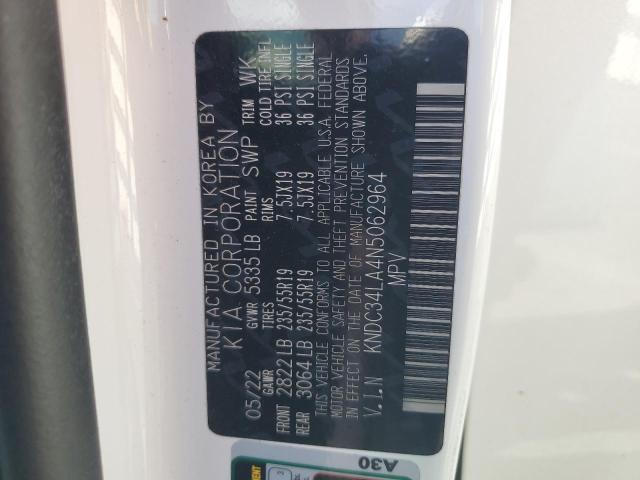 MANUFACTURED IN KOREA BY
KIA CORPORATION
05/22 GVWR 5335 LB PAINT SWP TRIM WK
GAWR TIRES RIMS COLD TIRE INFL
FRONT 2822 LB 235/55R19 7.5JX19 36 PSI SINGLE
REAR 3064 LB 235/55R19 7.5JX19 36 PSI SINGLE
THIS VEHICLE CONFORMS TO ALL APPLICABLE U.S.A. FEDERAL
MOTOR VEHICLE SAFETY AND THEFT PREVENTION STANDARDS
IN EFFECT ON THE DATE OF MANUFACTURE SHOWN ABOVE.
V.I.N KNDC34LA4N5062964
MPV
A30